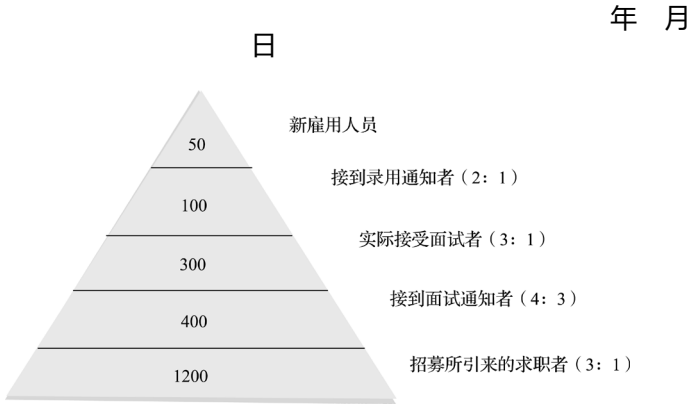 年 月
日
新雇用人员
50
接到录用通知者（2：1）
100
实际接受面试者（3：1）
300
接到面试通知者（4：3）
400
招募所引来的求职者（3：1）
1200